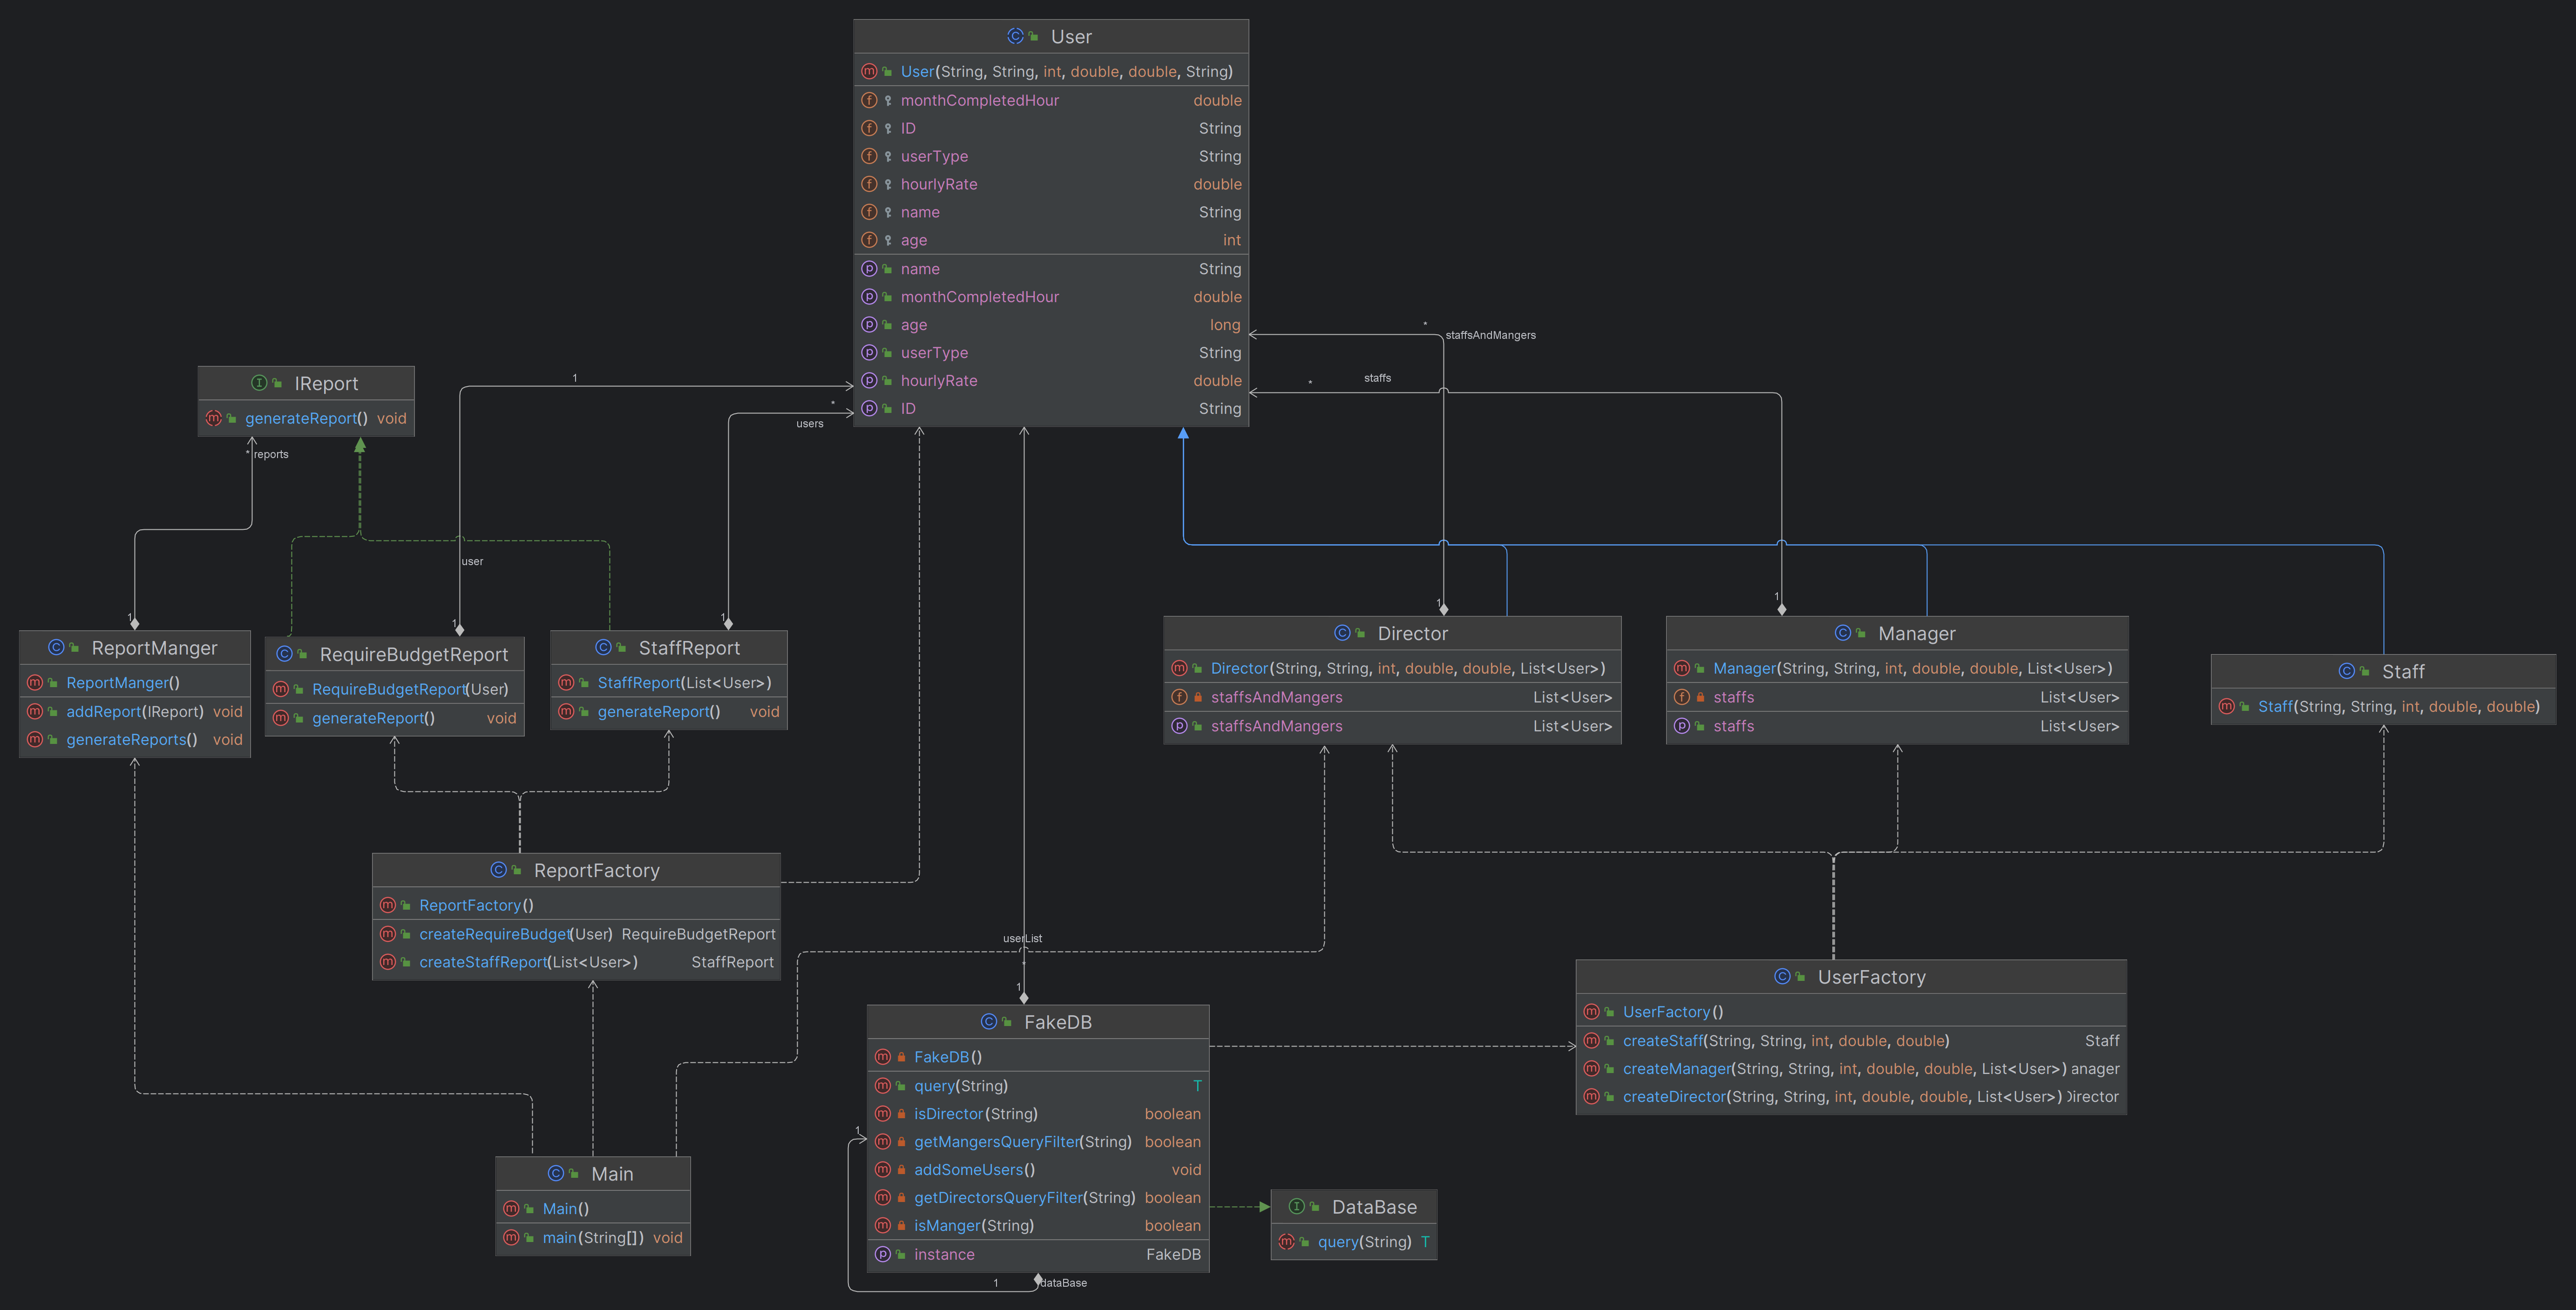 User
User(String, String, int, double, double, String)
monthCompletedHour double
ID String
userType String
hourlyRate double
name String
age int
name String
monthCompletedHour double
age long
userType String
hourlyRate double
ID String
* staffsAndMangers
* staffs
1
* users
IReport
generateReport() void
* reports
user
1
1
1
1
1
ReportManger
ReportManger()
addReport(IReport) void
generateReports() void
RequireBudgetReport
RequireBudgetReport(User)
generateReport() void
StaffReport
StaffReport(List<User>)
generateReport() void
Director
Director(String, String, int, double, double, List<User>)
staffsAndMangers List<User>
staffsAndMangers List<User>
Manager
Manager(String, String, int, double, double, List<User>)
staffs List<User>
staffs List<User>
Staff
Staff(String, String, int, double, double)
ReportFactory
ReportFactory()
createRequireBudget(User) RequireBudgetReport
createStaffReport(List<User>) StaffReport
userList
*
1
FakeDB
FakeDB()
query(String) T
isDirector(String) boolean
getMangersQueryFilter(String) boolean
addSomeUsers() void
getDirectorsQueryFilter(String) boolean
isManger(String) boolean
instance FakeDB
1
1 dataBase
UserFactory
UserFactory()
createStaff(String, String, int, double, double) Staff
createManager(String, String, int, double, double, List<User>) anager
createDirector(String, String, int, double, double, List<User>) Director
Main
Main()
main(String[]) void
DataBase
query(String) T